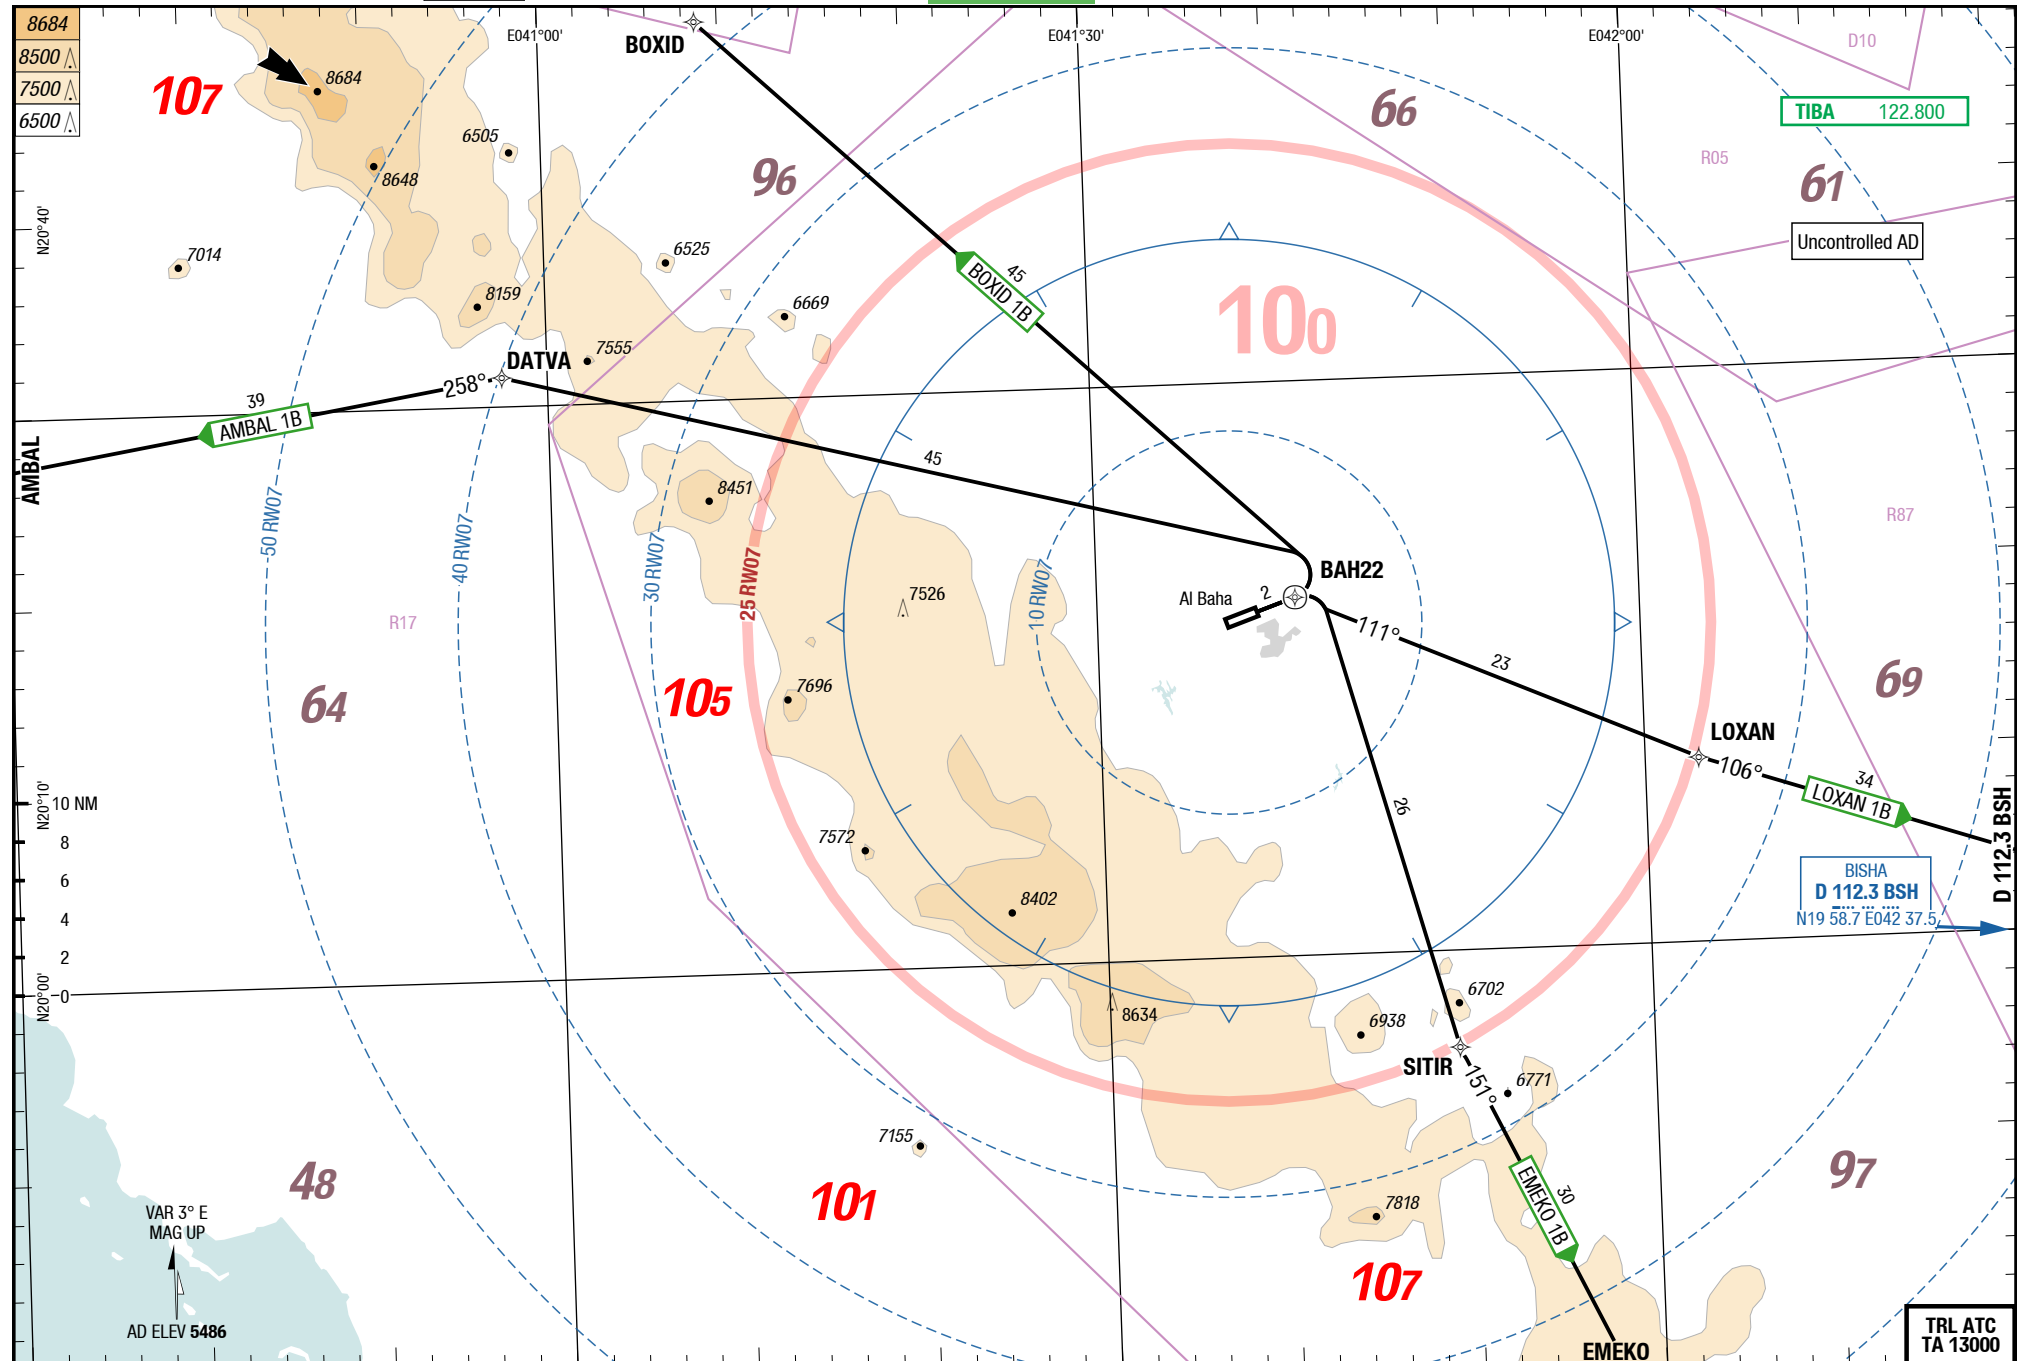 8684
8500
7500
6500
107
8684
8648
6505
BOXID
E041°00'
E041°30'
E042°00'
D10
66
TIBA 122.800
R05
61
96
Uncontrolled AD
N20°40'
7014
8159
6525
6669
7555
45
BOXID 1B
100
DATVA
258°
39
AMBAL 1B
AMBAL
45
8451
50 RW07
40 RW07
30 RW07
25 RW07
10 RW07
R87
R17
7526
BAH22
Al Baha
2
111°
23
64
105
7696
69
LOXAN
106°
34
LOXAN 1B
D 112.3 BSH
26
N20°10'
10 NM
8
6
4
2
0
N20°00'
7572
8402
BISHA
D 112.3 BSH
N19 58.7 E042 37.5
8634
6702
6938
SITIR
151°
6771
7155
48
101
97
30
EMEKO 1B
7818
107
VAR 3° E
MAG UP
AD ELEV 5486
TRL ATC
TA 13000
EMEKO